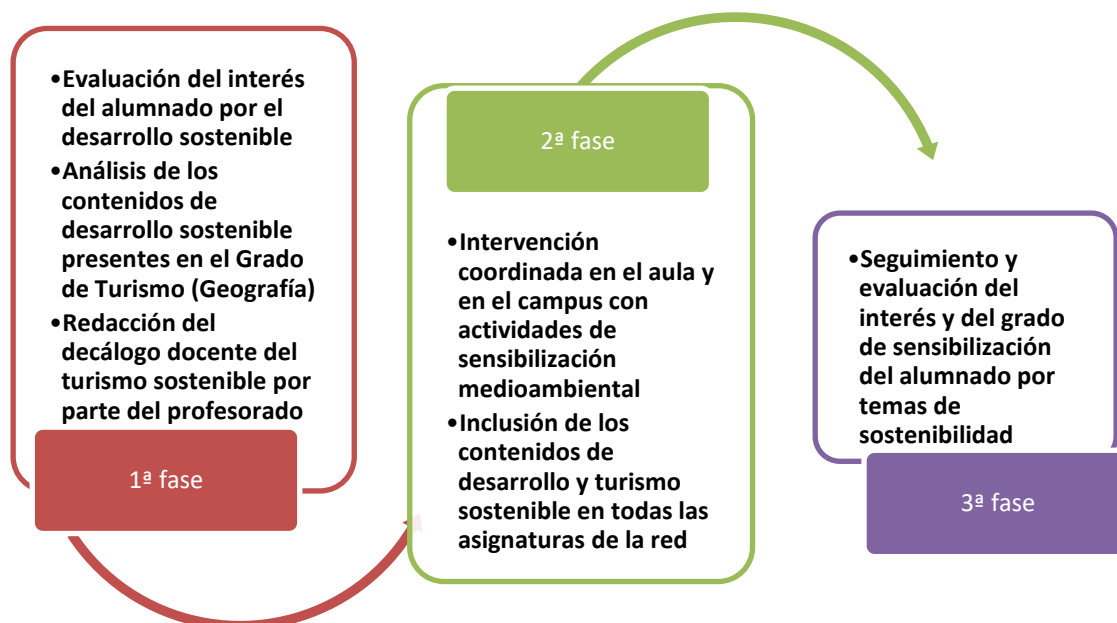 •Evaluación del interés
del alumnado por el
desarrollo sostenible
•Análisis de los
contenidos de
desarrollo sostenible
presentes en el Grado
de Turismo (Geografía)
•Redacción del
decálogo docente del
turismo sostenible por
parte del profesorado
1ª fase
2ª fase
•Intervención
coordinada en el aula y
en el campus con
actividades de
sensibilización
medioambiental
•Inclusión de los
contenidos de
desarrollo y turismo
sostenible en todas las
asignaturas de la red
•Seguimiento y
evaluación del
interés y del grado
de sensibilización
del alumnado por
temas de
sostenibilidad
3ª fase